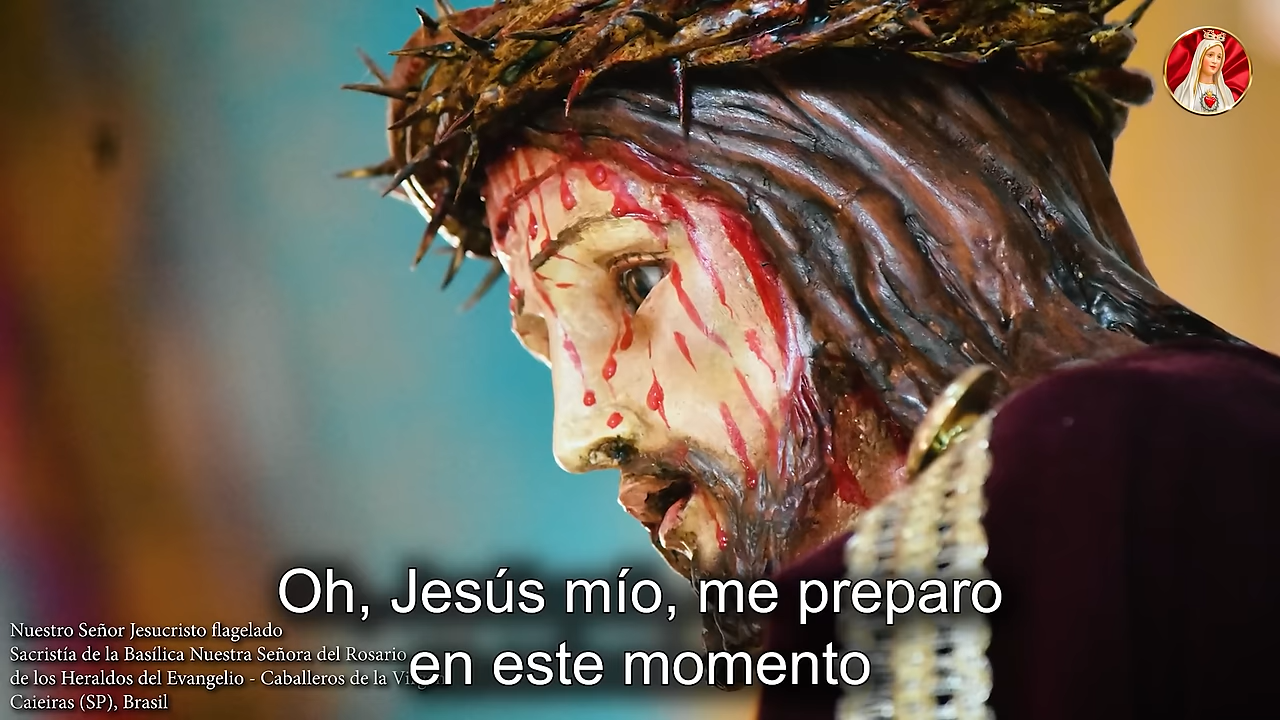 Oh, Jesús mío, me preparo
en este momento
Nuestro Señor Jesucristo flagelado
Sacristía de la Basílica Nuestra Señora del Rosario
de los Heraldos del Evangelio - Caballeros de la Virgen
Caieiras (SP), Brasil